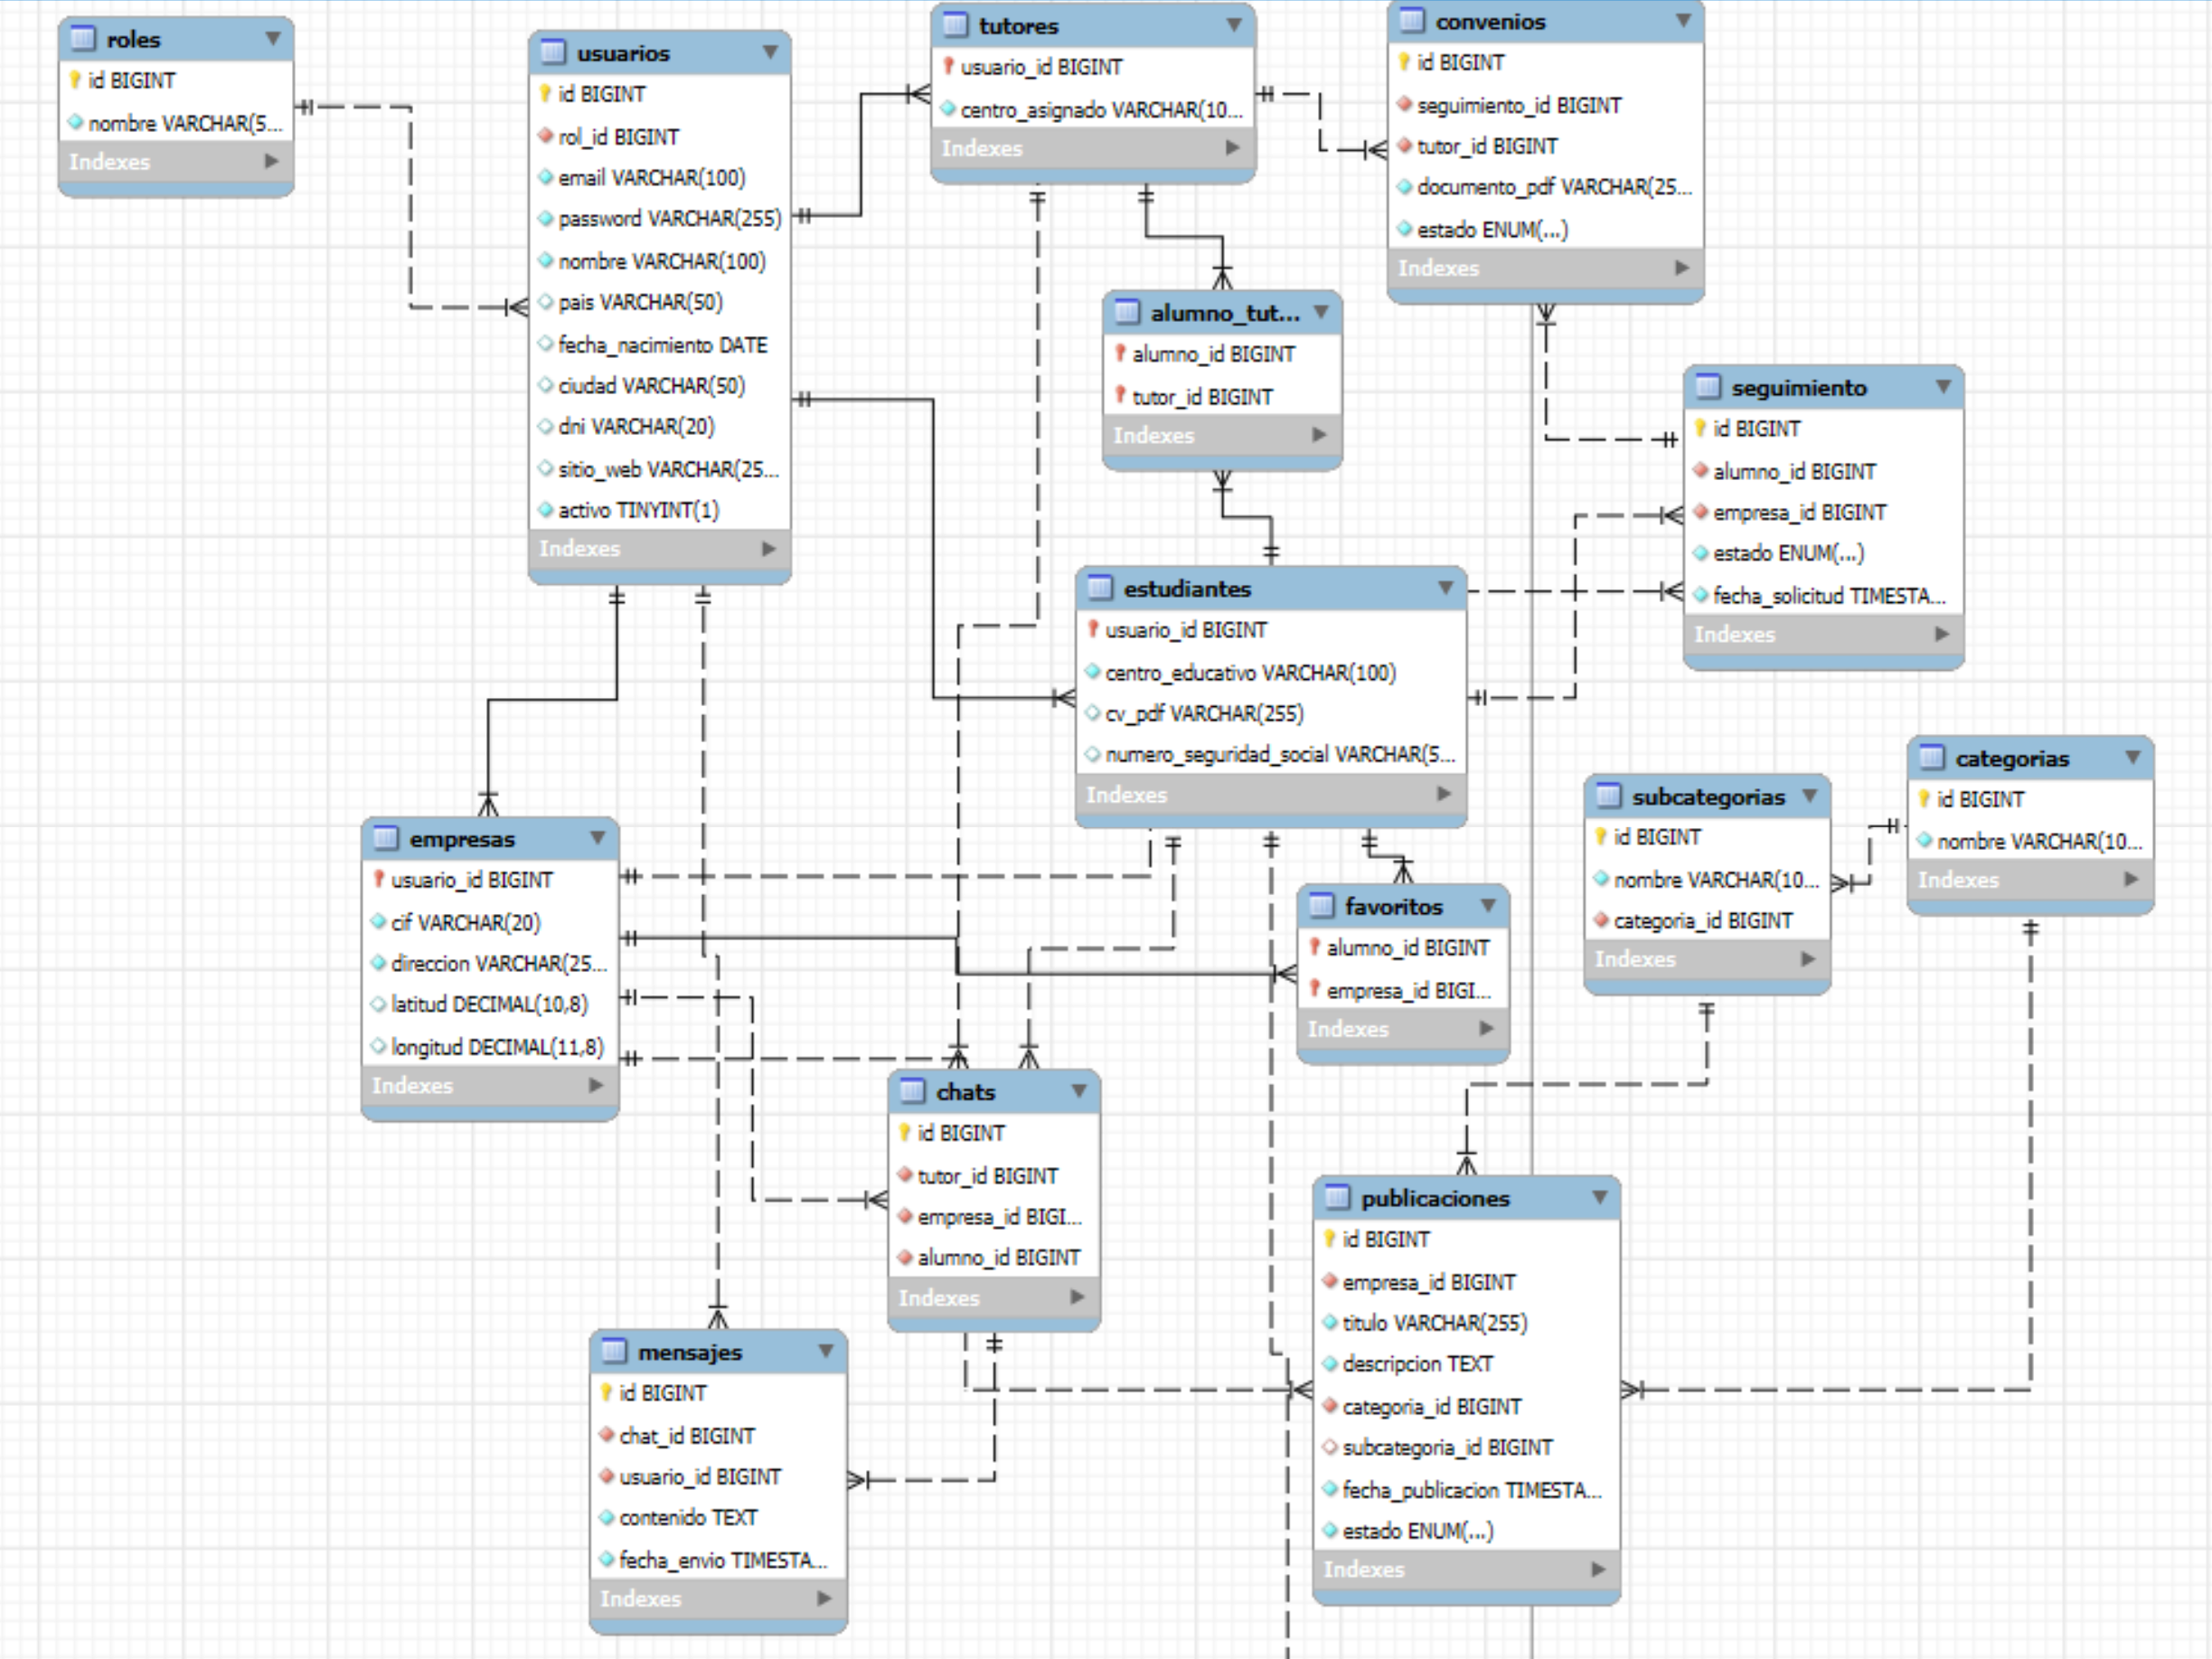 roles
id BIGINT
nombre VARCHAR(5...
Indexes
usuarios
id BIGINT
rol_id BIGINT
email VARCHAR(100)
password VARCHAR(255)
nombre VARCHAR(100)
pais VARCHAR(50)
fecha_nacimiento DATE
ciudad VARCHAR(50)
dni VARCHAR(20)
sitio_web VARCHAR(25...
activo TINYINT(1)
Indexes
tutores
usuario_id BIGINT
centro_asignado VARCHAR(10...
Indexes
convenios
id BIGINT
seguimiento_id BIGINT
tutor_id BIGINT
documento_pdf VARCHAR(25...
estado ENUM(...)
Indexes
alumno_tut...
alumno_id BIGINT
tutor_id BIGINT
Indexes
seguimiento
id BIGINT
alumno_id BIGINT
empresa_id BIGINT
estado ENUM(...)
fecha_solicitud TIMESTA...
Indexes
estudiantes
usuario_id BIGINT
centro_educativo VARCHAR(100)
cv_pdf VARCHAR(255)
numero_seguridad_social VARCHAR(5...
Indexes
categorias
id BIGINT
nombre VARCHAR(10...
Indexes
subcategorias
id BIGINT
nombre VARCHAR(10...
categoria_id BIGINT
Indexes
empresas
usuario_id BIGINT
cif VARCHAR(20)
direccion VARCHAR(25...
latitud DECIMAL(10,8)
longitud DECIMAL(11,8)
Indexes
favoritos
alumno_id BIGINT
empresa_id BIGI...
Indexes
chats
id BIGINT
tutor_id BIGINT
empresa_id BIGI...
alumno_id BIGINT
Indexes
publicaciones
id BIGINT
empresa_id BIGINT
titulo VARCHAR(255)
descripcion TEXT
categoria_id BIGINT
subcategoria_id BIGINT
fecha_publicacion TIMESTA...
estado ENUM(...)
Indexes
mensajes
id BIGINT
chat_id BIGINT
usuario_id BIGINT
contenido TEXT
fecha_envio TIMESTA...
Indexes